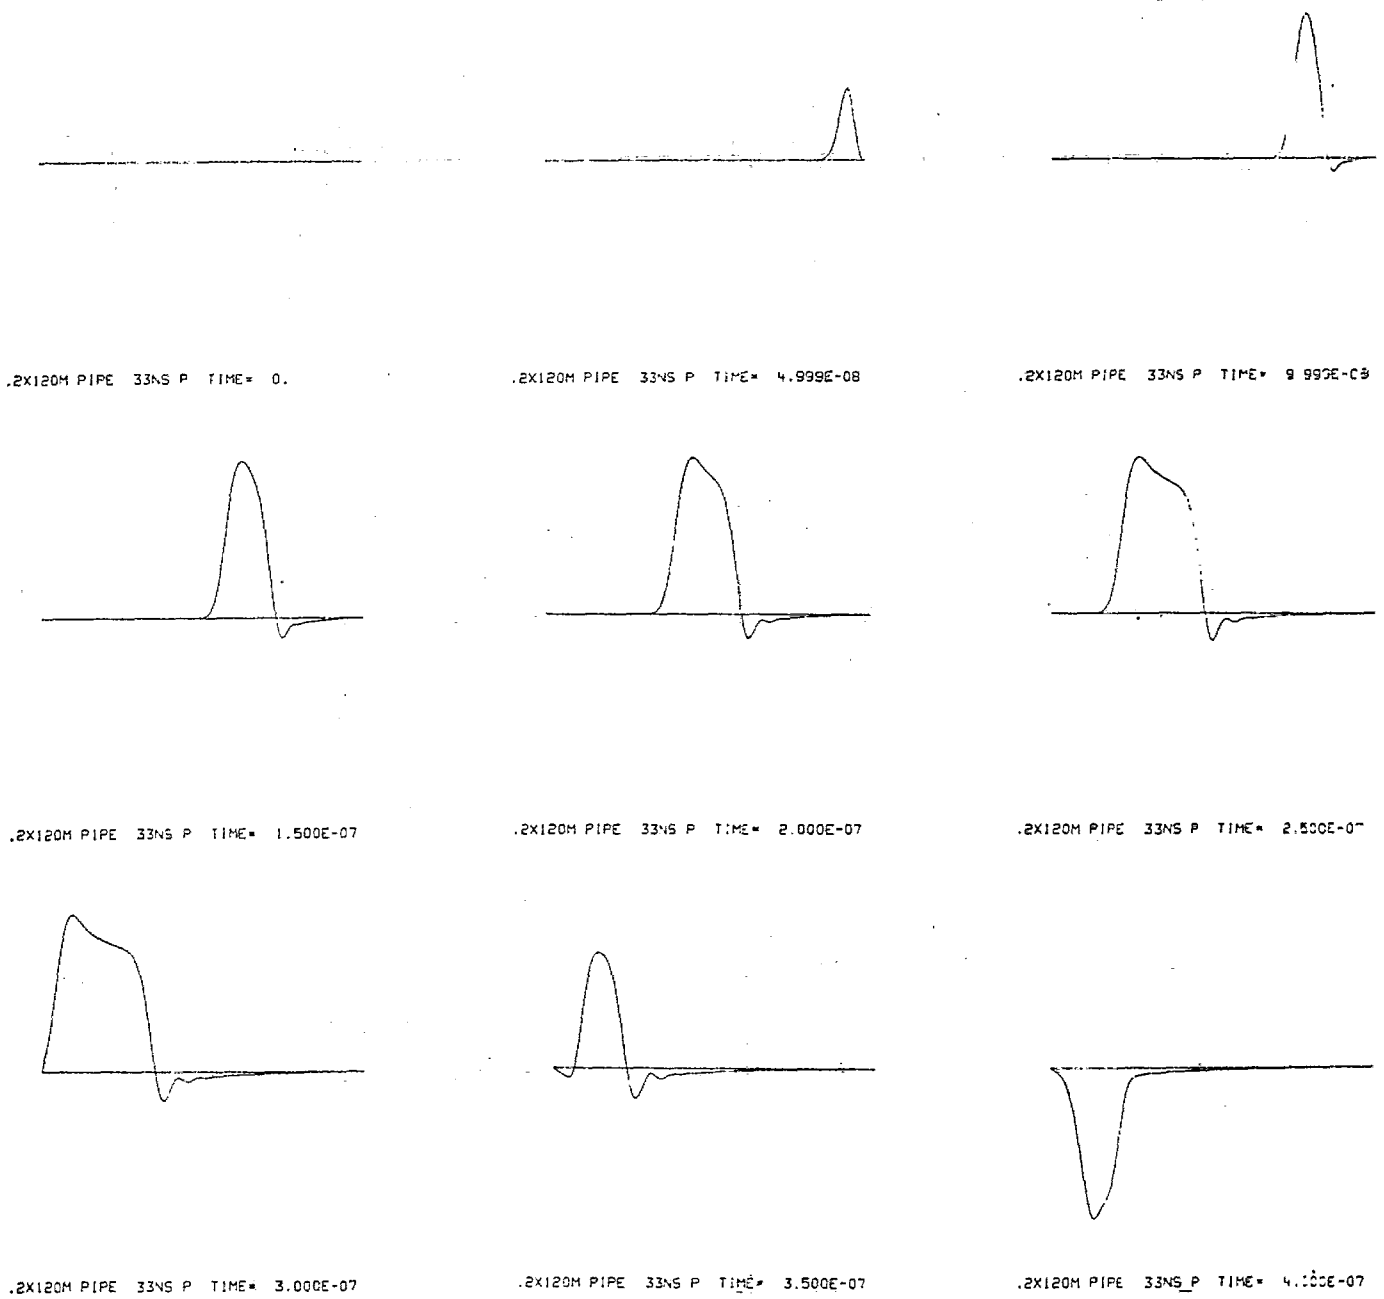 .2X120M PIPE 33NS P TIME= 0.
.2X120M PIPE 33NS P TIME= 4.999E-08
.2X120M PIPE 33NS P TIME=
.2X120M PIPE 33NS P TIME= 1.500E-07
.2X120M PIPE 33NS P TIME= 2.000E-07
.2X120M PIPE 33NS P TIME=
.2X120M PIPE 33NS P TIME= 3.000E-07
.2X120M PIPE 33NS P TIME= 3.500E-07
.2X120M PIPE 33NS P TIME=